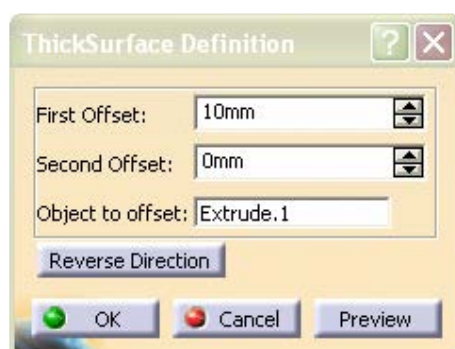 ThickSurface Definition ? X
First Offset: 10mm
Second Offset: 0mm
Object to offset: Extrude.1
Reverse Direction
OK Cancel Preview